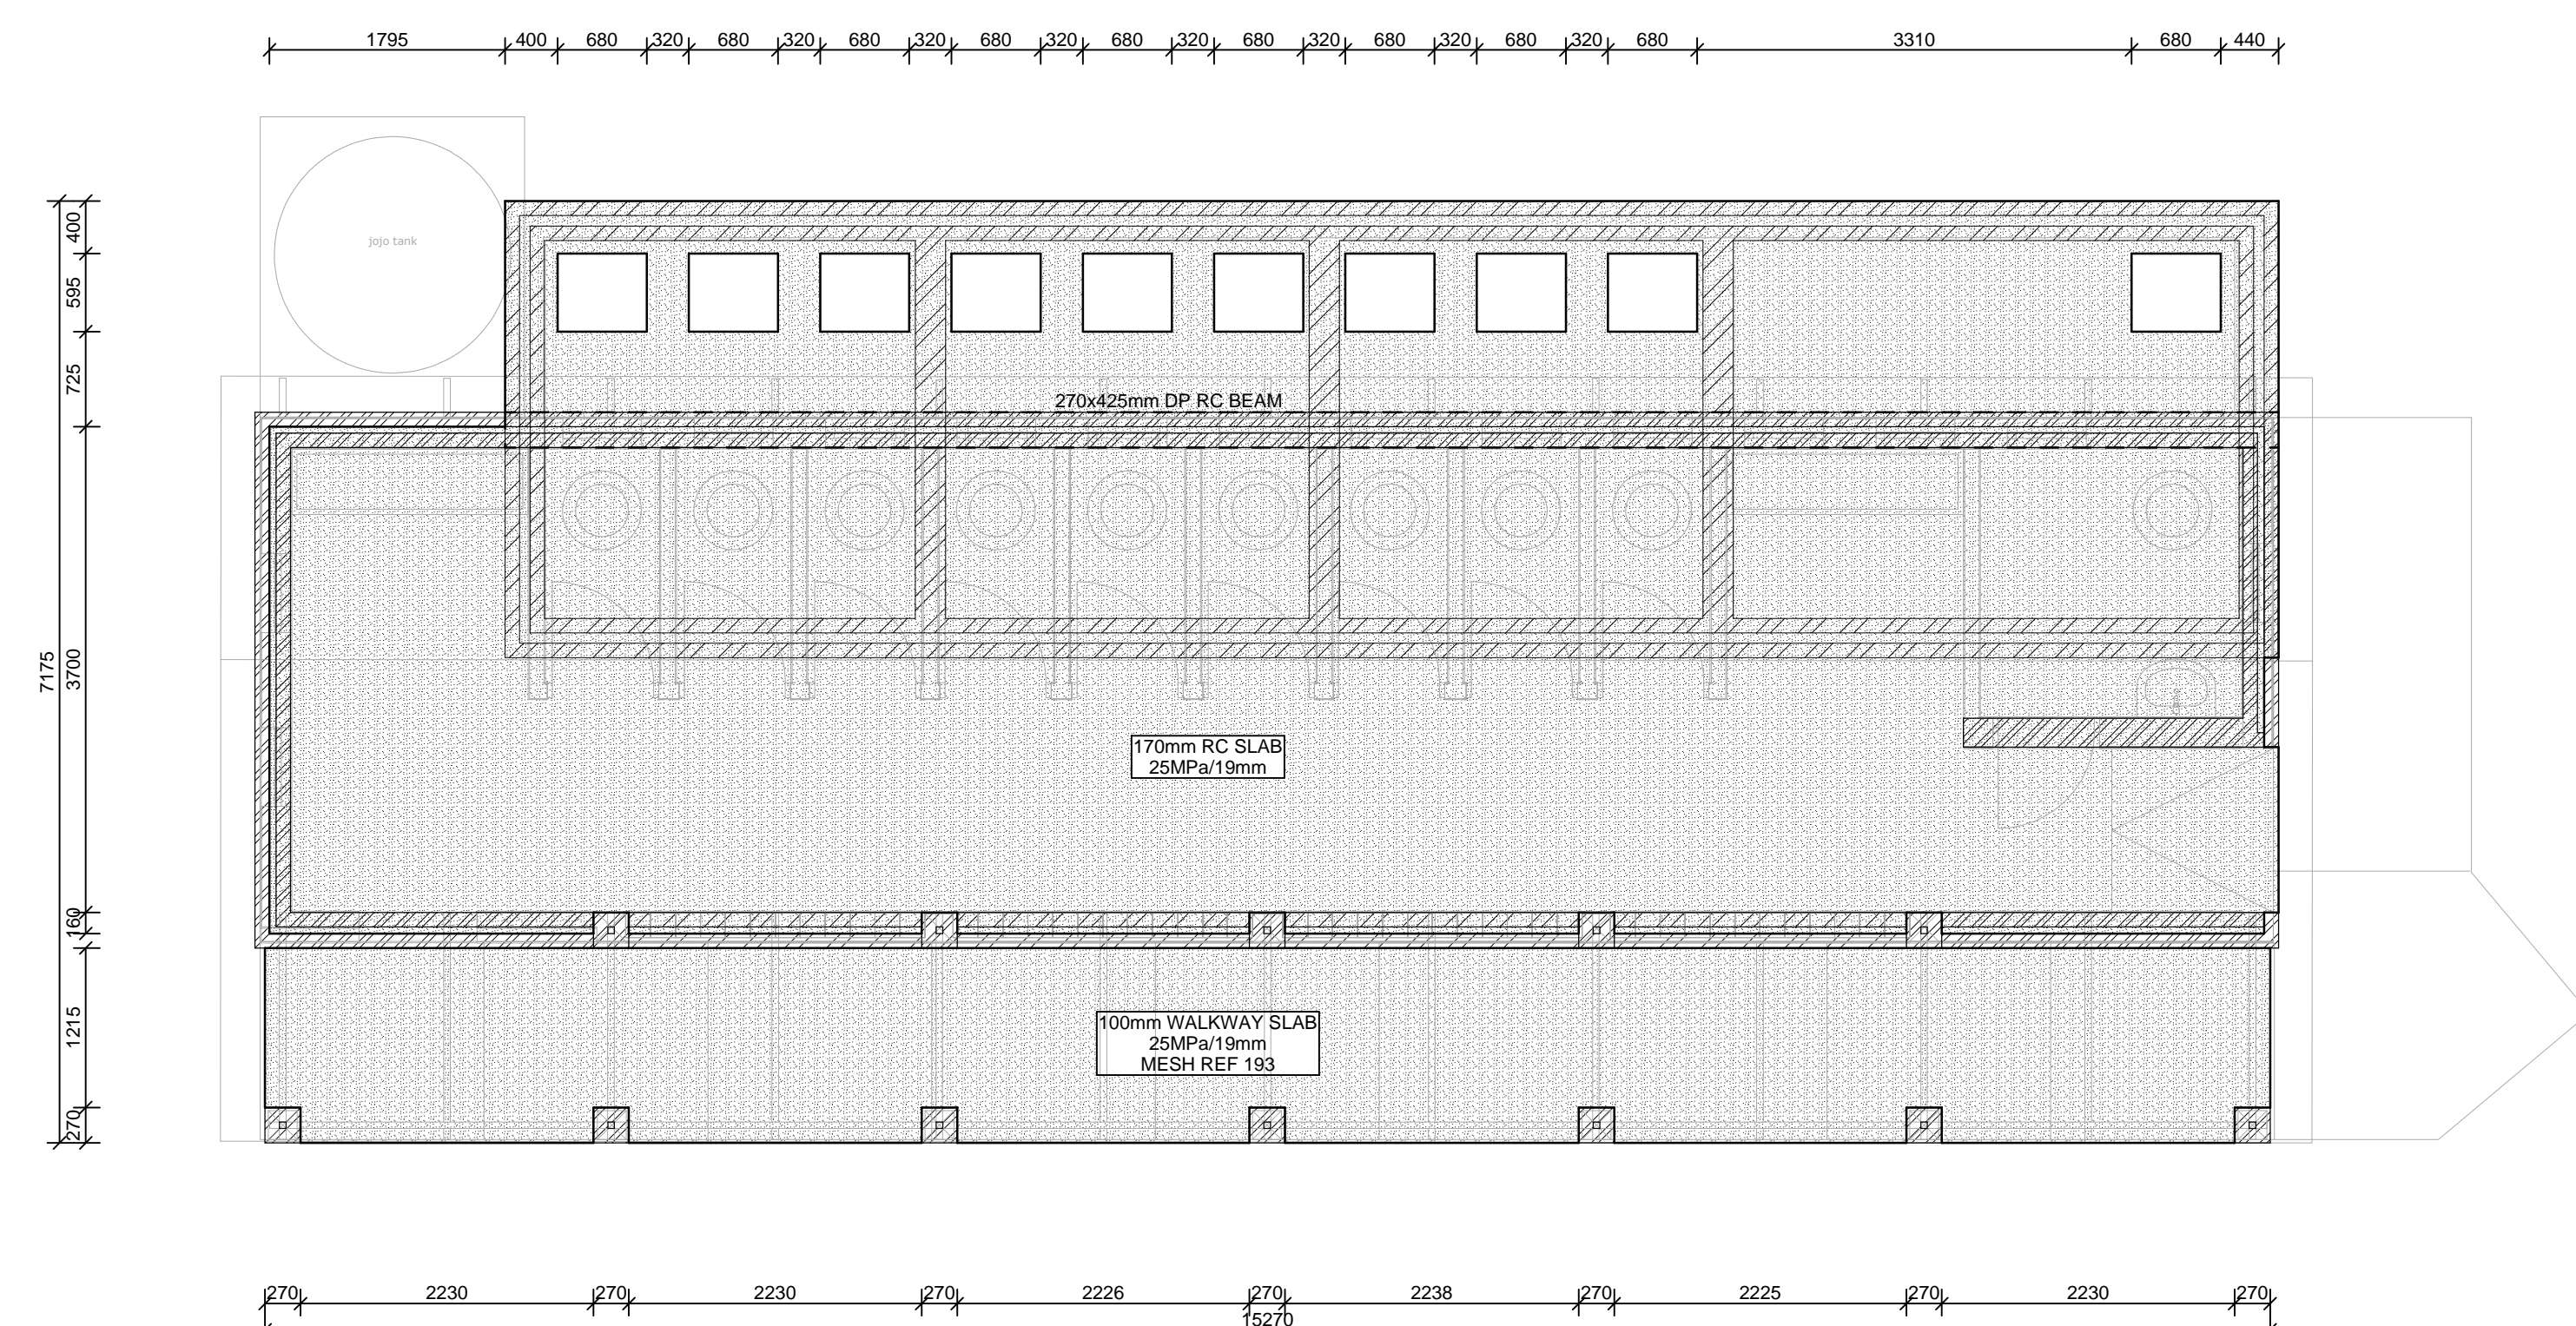 1795 400 680 320 680 320 680 320 680 320 680 320 680 320 680 320 680 320 680 3310 680 440
jojo tank
400
595
725
3700
7175
160
1215
270
270x425mm DP RC BEAM
170mm RC SLAB
25MPa/19mm
100mm WALKWAY SLAB
25MPa/19mm
MESH REF 193
270 2230 270 2230 270 2226 270 2238 270 2225 270 2230 270
15270